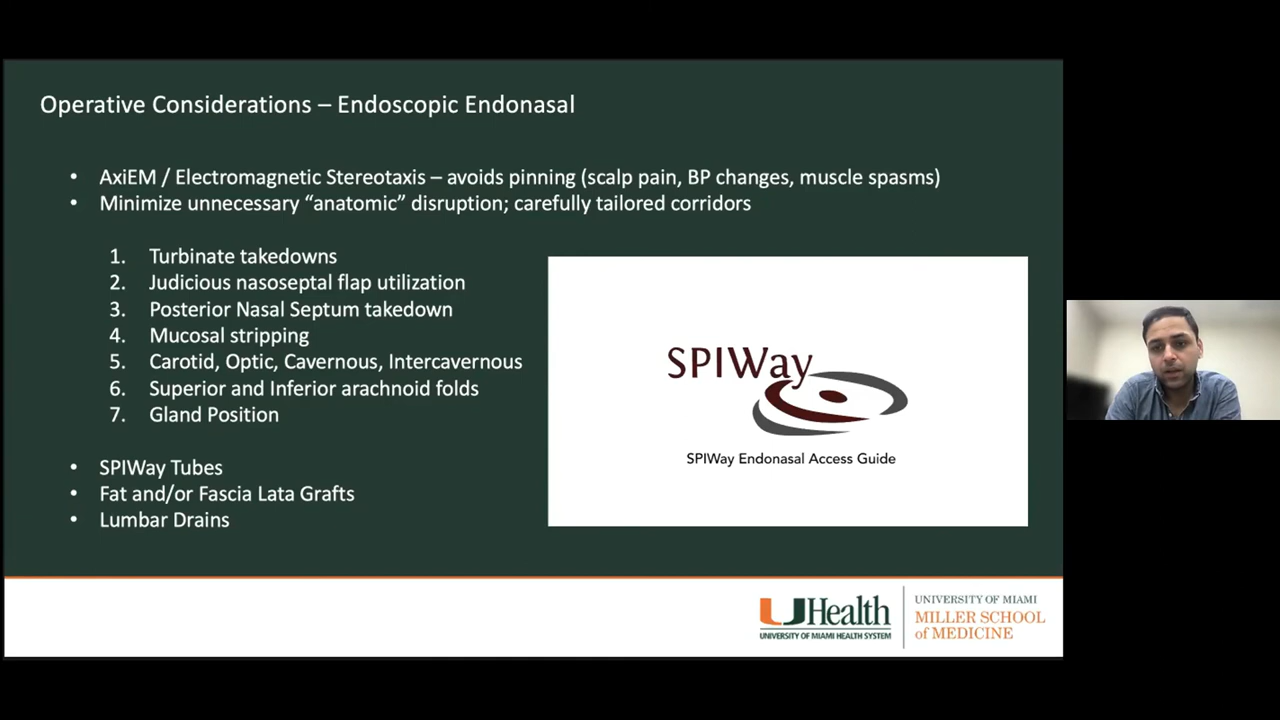 Operative Considerations – Endoscopic Endonasal
• AxiEM / Electromagnetic Stereotaxis – avoids pinning (scalp pain, BP changes, muscle spasms)
• Minimize unnecessary “anatomic” disruption; carefully tailored corridors
1. Turbinate takedowns
2. Judicious nasoseptal flap utilization
3. Posterior Nasal Septum takedown
4. Mucosal stripping
5. Carotid, Optic, Cavernous, Intercavernous
6. Superior and Inferior arachnoid folds
7. Gland Position
• SPIWay Tubes
• Fat and/or Fascia Lata Grafts
• Lumbar Drains
SPIWay
SPIWay Endonasal Access Guide
UHealth
UNIVERSITY OF MIAMI HEALTH SYSTEM
UNIVERSITY OF MIAMI
MILLER SCHOOL
of MEDICINE